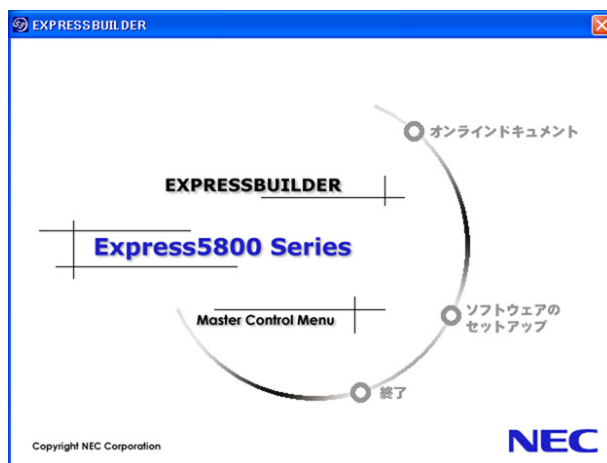 EXPRESSBUILDER
オンラインドキュメント
EXPRESSBUILDER
Express5800 Series
Master Control Menu
ソフトウェアの
セットアップ
終了
Copyright NEC Corporation
NEC